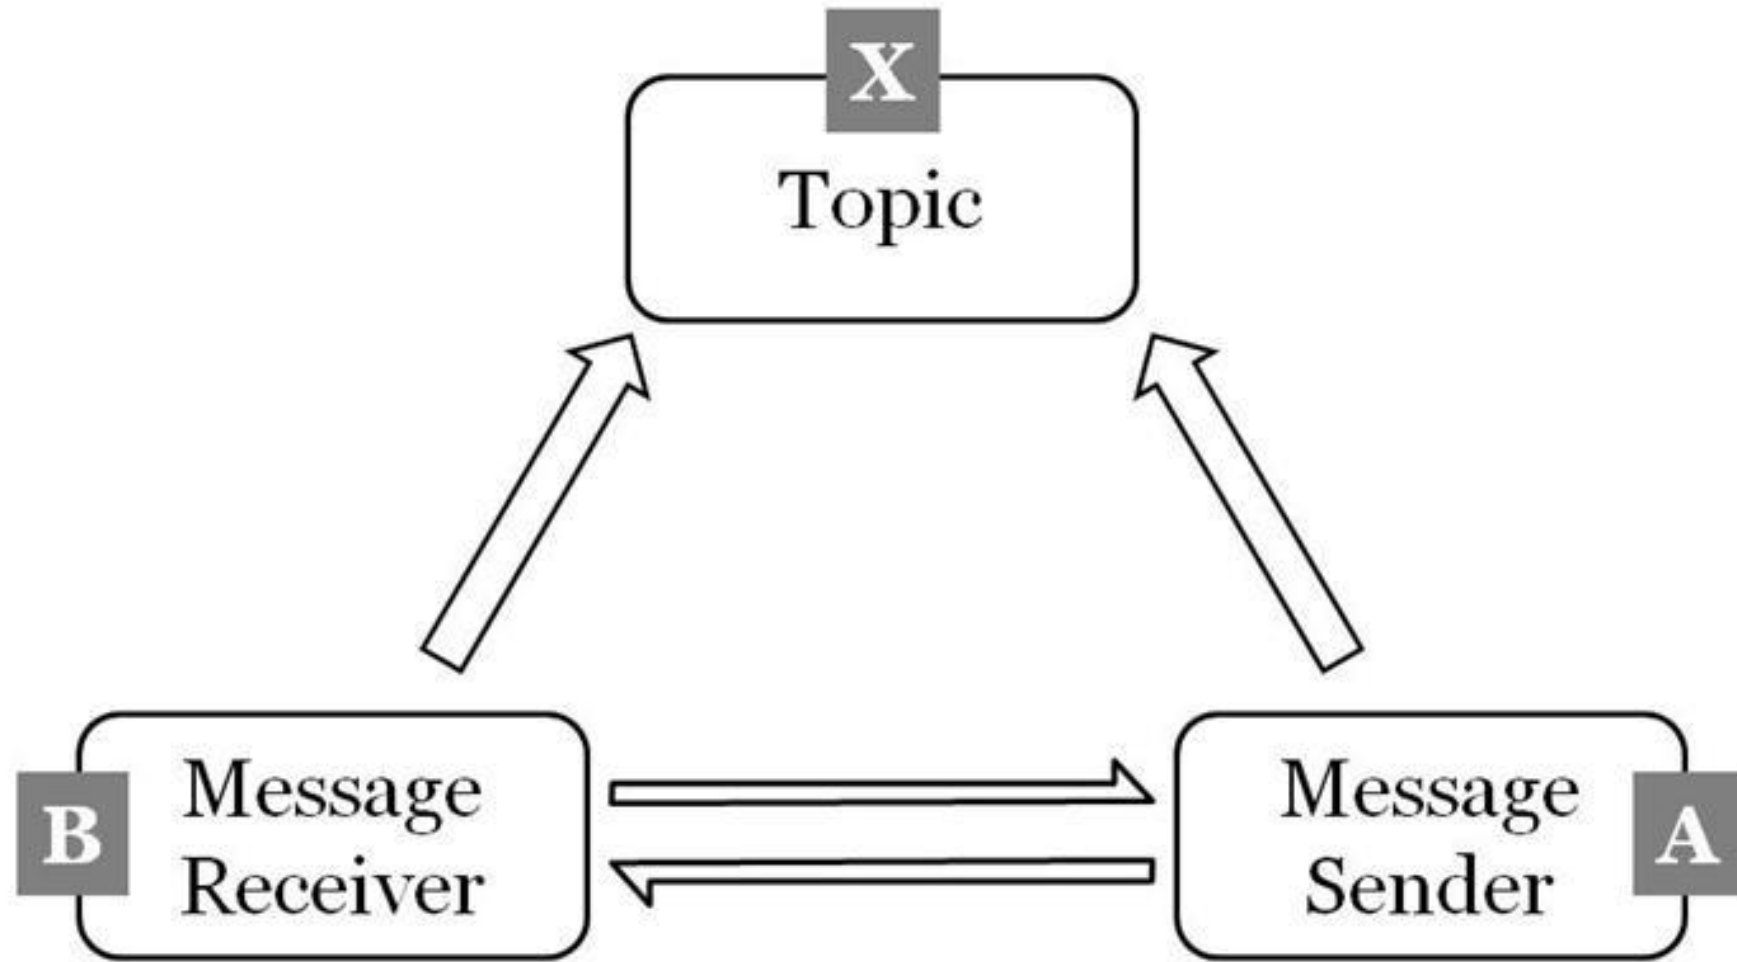 X
Topic
Message
Receiver
B
Message
Sender
A